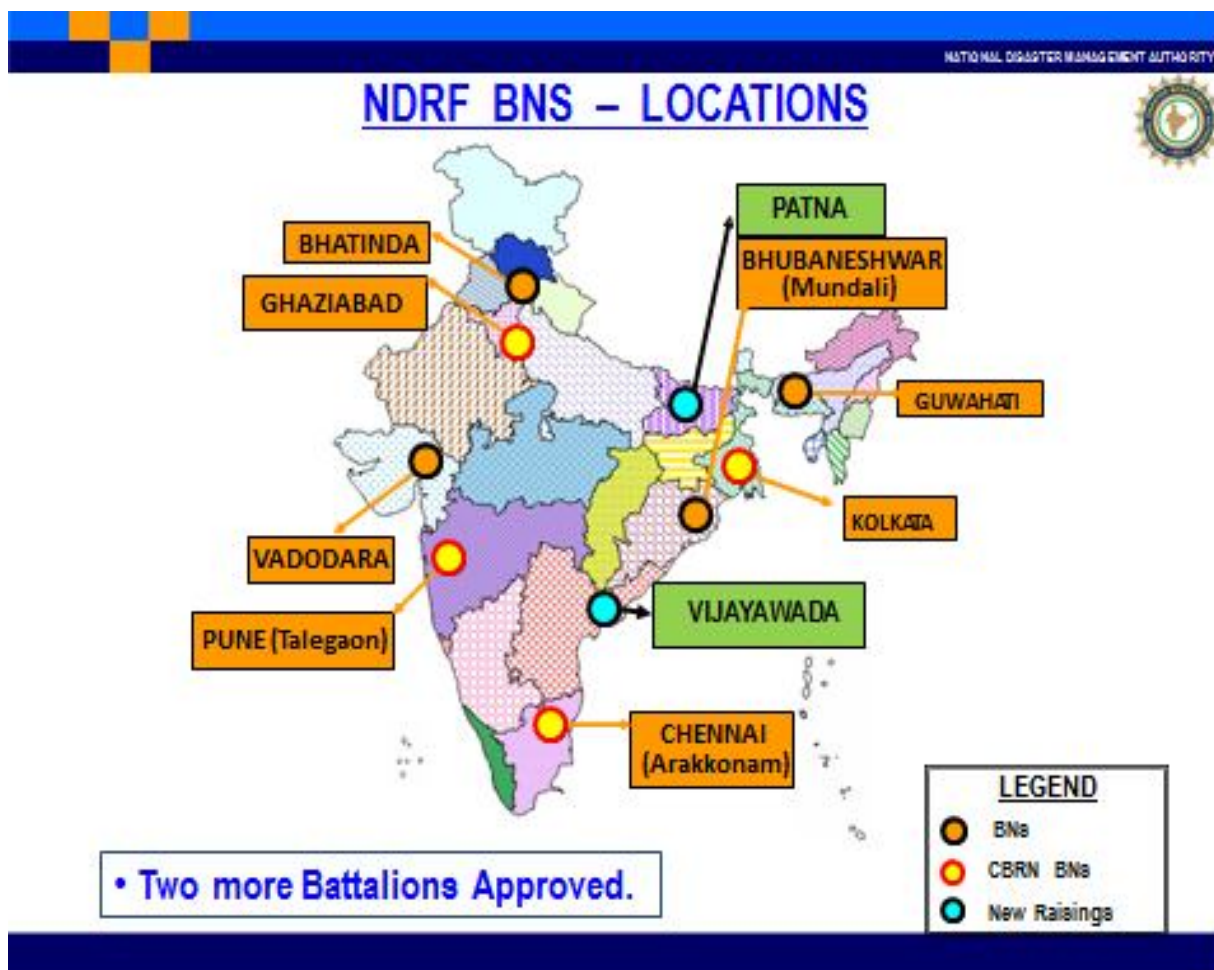 NATIONAL DISASTER MANAGEMENT AUTHORITY
NDRF BNS – LOCATIONS
PATNA
BHATINDA
BHUBANESHWAR
(Mundali)
GHAZIABAD
GUWAHATI
KOLKATA
VADODARA
VIJAYAWADA
PUNE (Talegaon)
CHENNAI
(Arakkonam)
LEGEND
BNs
CBRN BNs
New Raisings
• Two more Battalions Approved.